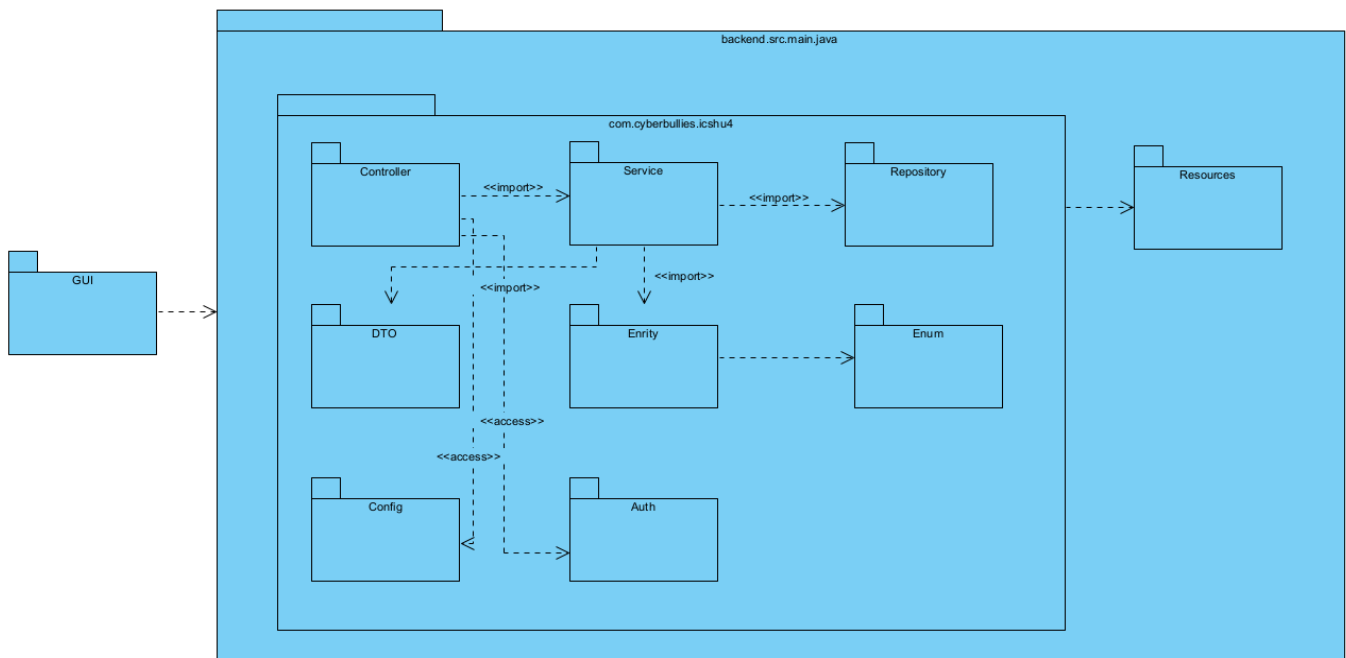 backend.src.main.java
com.cyberbullies.icshu4
Controller
<<import>>
Service
<<import>>
Repository
Resources
GUI
<<import>>
<<import>>
DTO
Enrity
Enum
<<access>>
<<access>>
Config
Auth